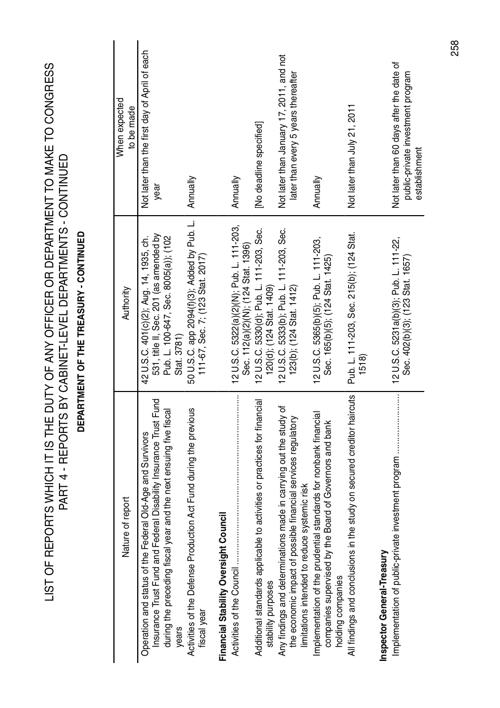 LIST OF REPORTS WHICH IT IS THE DUTY OF ANY OFFICER OR DEPARTMENT TO MAKE TO CONGRESS
PART 4 - REPORTS BY CABINET-LEVEL DEPARTMENTS - CONTINUED
DEPARTMENT OF THE TREASURY - CONTINUED
Nature of report
Authority
When expected
to be made
Operation and status of the Federal Old-Age and Survivors
Insurance Trust Fund and Federal Disability Insurance Trust Fund
during the preceding fiscal year and the next ensuing five fiscal
years
42 U.S.C. 401(c)(2); Aug. 14, 1935, ch.
531, title II, Sec. 201 (as amended by
Pub. L. 100-647, Sec. 8005(a)); (102
Stat. 3781)
Not later than the first day of April of each
year
Activities of the Defense Production Act Fund during the previous
fiscal year
50 U.S.C. app 2094(f)(3); Added by Pub. L.
111-67, Sec. 7; (123 Stat. 2017)
Annually
Financial Stability Oversight Council
Activities of the Council ........................................
12 U.S.C. 5322(a)(2)(N); Pub. L. 111-203,
Sec. 112(a)(2)(N); (124 Stat. 1396)
Annually
Additional standards applicable to activities or practices for financial
stability purposes
12 U.S.C. 5330(d); Pub. L. 111-203, Sec.
120(d); (124 Stat. 1409)
[No deadline specified]
Any findings and determinations made in carrying out the study of
the economic impact of possible financial services regulatory
limitations intended to reduce systemic risk
12 U.S.C. 5333(b); Pub. L. 111-203, Sec.
123(b); (124 Stat. 1412)
Not later than January 17, 2011, and not
later than every 5 years thereafter
Implementation of the prudential standards for nonbank financial
companies supervised by the Board of Governors and bank
holding companies
12 U.S.C. 5365(b)(5); Pub. L. 111-203,
Sec. 165(b)(5); (124 Stat. 1425)
Annually
All findings and conclusions in the study on secured creditor haircuts
Pub. L. 111-203, Sec. 215(b); (124 Stat.
1518)
Not later than July 21, 2011
Inspector General-Treasury
Implementation of public-private investment program ....................
12 U.S.C. 5231a(b)(3); Pub. L. 111-22,
Sec. 402(b)(3); (123 Stat. 1657)
Not later than 60 days after the date of
public-private investment program
establishment
258